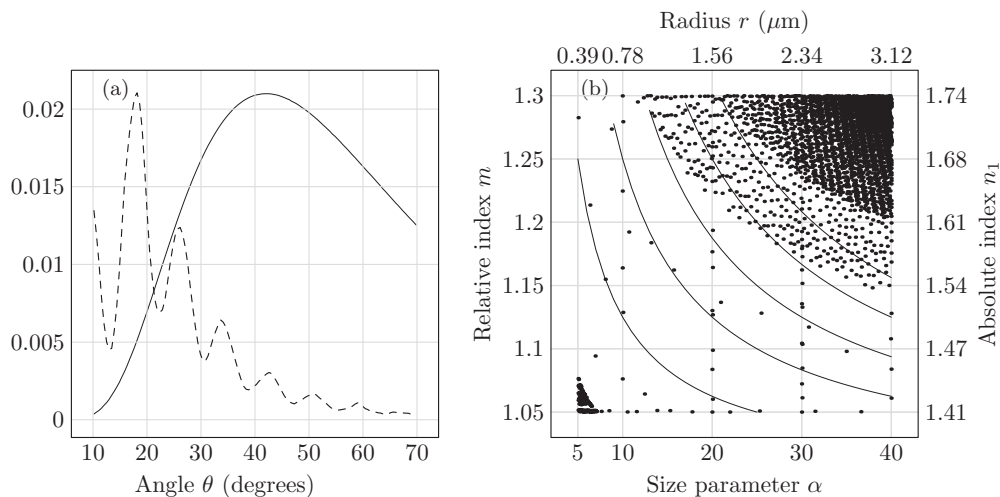 Radius r (μm)
0.39 0.78 1.56 2.34 3.12
(a)
0.02
0.015
0.01
0.005
0
10 20 30 40 50 60 70
Angle θ (degrees)
(b)
Relative index m
1.3
1.25
1.2
1.15
1.1
1.05
Absolute index n₁
1.74
1.68
1.61
1.54
1.47
1.41
5 10 20 30 40
Size parameter α